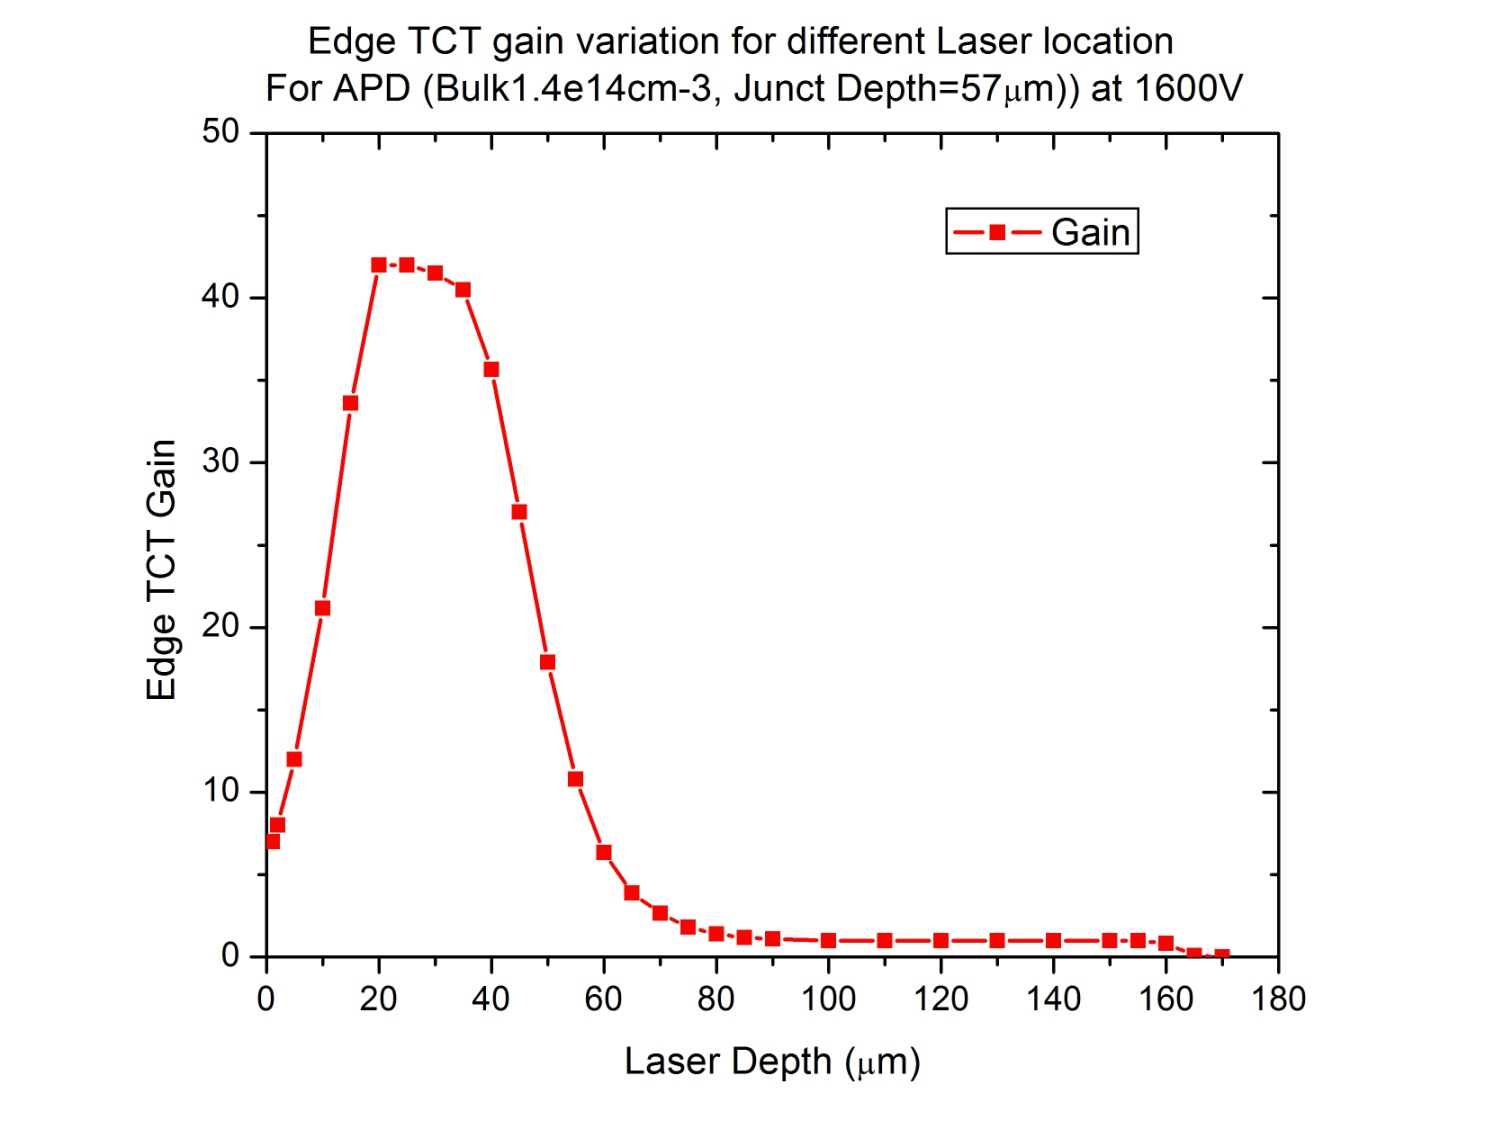 Edge TCT gain variation for different Laser location
For APD (Bulk1.4e14cm-3, Junct Depth=57μm)) at 1600V
50
40
30
20
10
0
Edge TCT Gain
Gain
0 20 40 60 80 100 120 140 160 180
Laser Depth (μm)